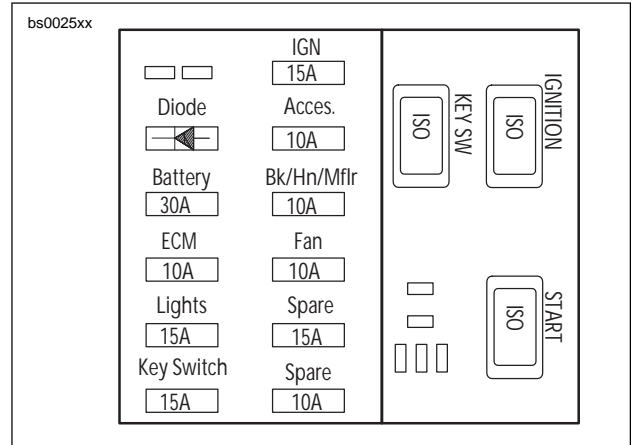 bs0025xx
IGN
15A
Diode
Acces.
10A
Battery
Bk/Hn/Mflr
30A
10A
ECM
Fan
10A
10A
Lights
Spare
15A
15A
Key Switch
Spare
15A
10A
ISO
KEY SW
ISO
IGNITION
ISO
START